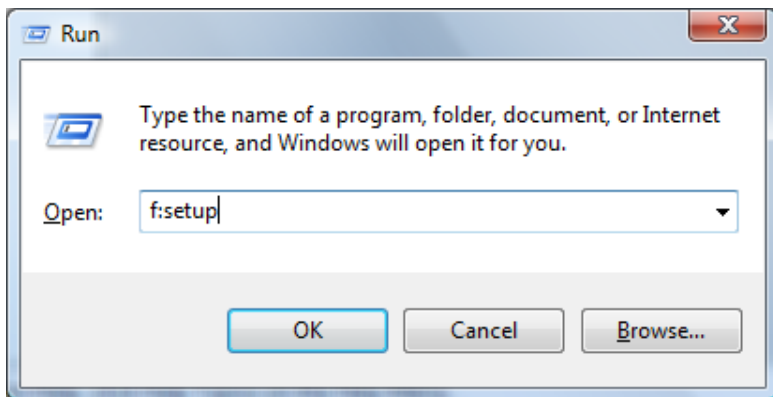 Run
Type the name of a program, folder, document, or Internet
resource, and Windows will open it for you.
Open: f:setup
OK Cancel Browse...